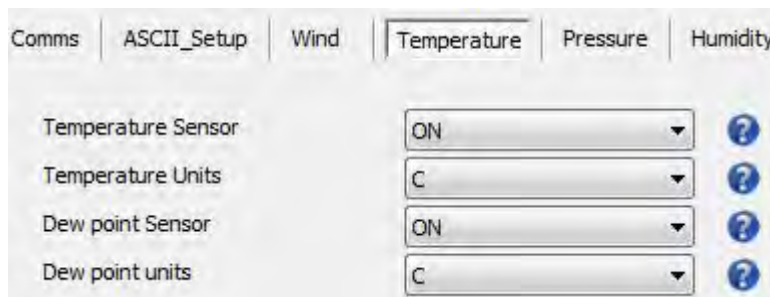 Comms ASCII_Setup Wind Temperature Pressure Humidity
Temperature Sensor ON
Temperature Units C
Dew point Sensor ON
Dew point units C